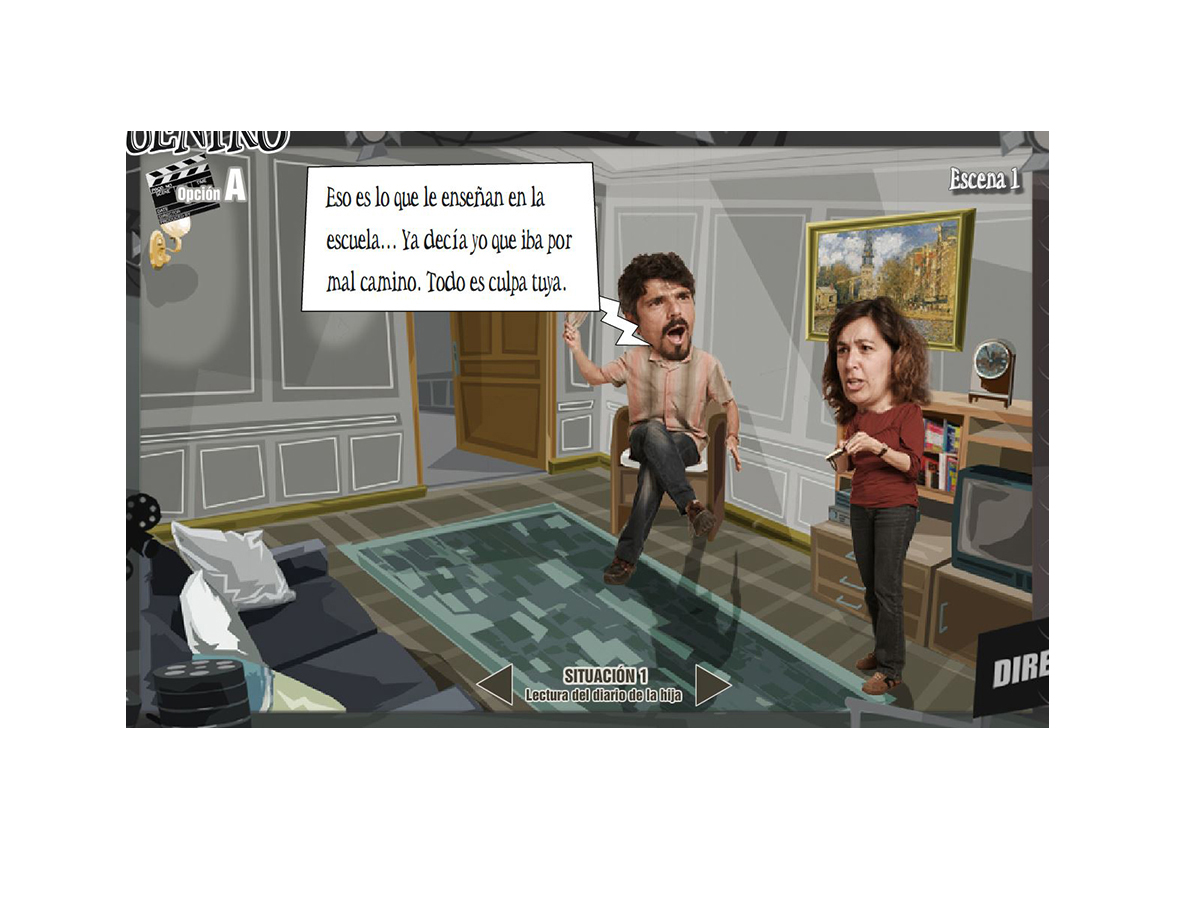 Opción A
Escena 1
Eso es lo que le enseñan en la
escuela... Ya decía yo que iba por
mal camino. Todo es culpa tuya.
SITUACIÓN 1
Lectura del diario de la hija
DIRE